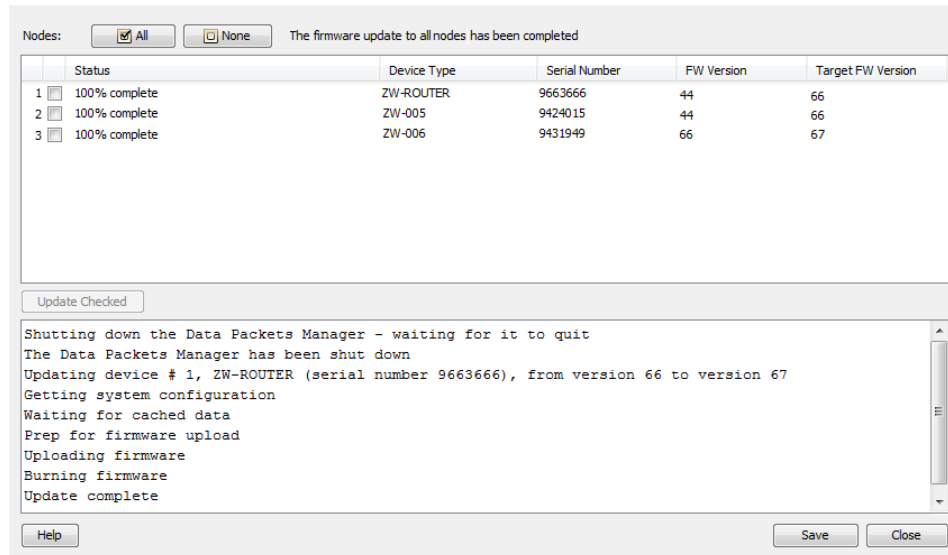 Nodes: All None The firmware update to all nodes has been completed
Status Device Type Serial Number FW Version Target FW Version
1 100% complete ZW-ROUTER 9663666 44 66
2 100% complete ZW-005 9424015 44 66
3 100% complete ZW-006 9431949 66 67
Update Checked
Shutting down the Data Packets Manager - waiting for it to quit
The Data Packets Manager has been shut down
Updating device # 1, ZW-ROUTER (serial number 9663666), from version 66 to version 67
Getting system configuration
Waiting for cached data
Prep for firmware upload
Uploading firmware
Burning firmware
Update complete
Help Save Close